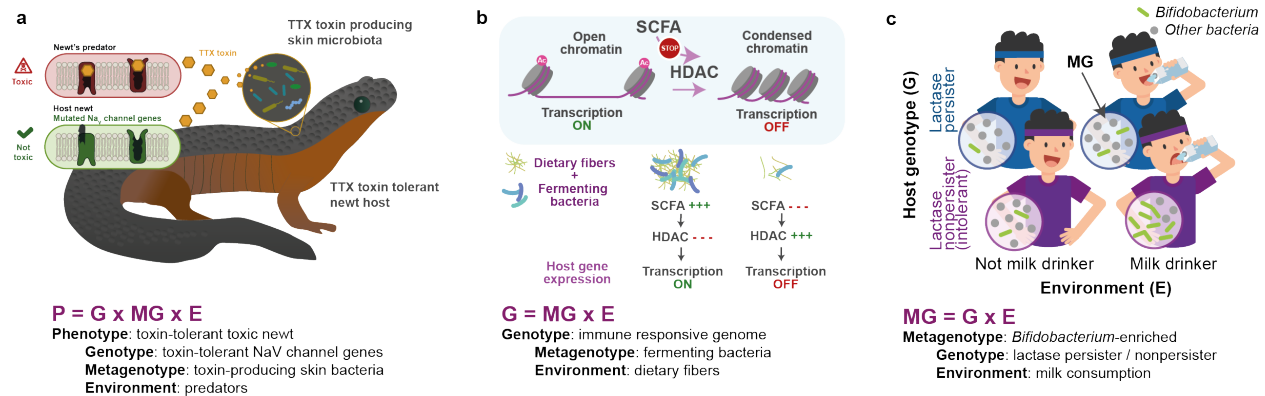 a
TTX toxin producing
skin microbiota
Newt's predator
TTX toxin
Toxic
Host newt
Mutated NaV channel genes
Not
toxic
TTX toxin tolerant
newt host
P = G x MG x E
Phenotype: toxin-tolerant toxic newt
Genotype: toxin-tolerant NaV channel genes
Metagenotype: toxin-producing skin bacteria
Environment: predators
b
SCFA
Open
chromatin
STOP
Condensed
chromatin
Ac
Ac
HDAC
Transcription
ON
Transcription
OFF
Dietary fibers
+
Fermenting
bacteria
SCFA +++
SCFA - - -
HDAC - - -
HDAC +++
Host gene
expression
Transcription
ON
Transcription
OFF
G = MG x E
Genotype: immune responsive genome
Metagenotype: fermenting bacteria
Environment: dietary fibers
c
Bifidobacterium
Other bacteria
MG
Host genotype (G)
Lactase
persister
Lactase
nonpersister
(intolerant)
Not milk drinker
Milk drinker
Environment (E)
MG = G x E
Metagenotype: Bifidobacterium-enriched
Genotype: lactase persister / nonpersister
Environment: milk consumption